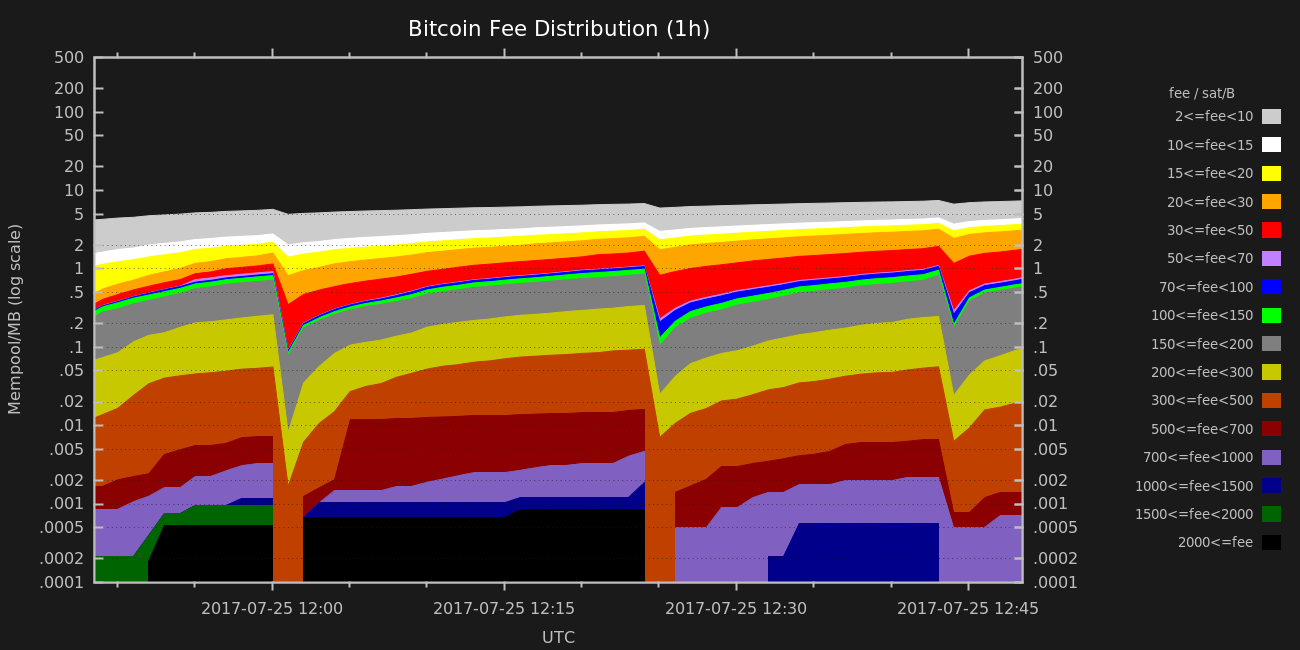 Bitcoin Fee Distribution (1h)
500 500
200 200
100 100
50 50
20 20
10 10
5 5
2 2
1 1
.5 .5
.2 .2
.1 .1
.05 .05
.02 .02
.01 .01
.005 .005
.002 .002
.001 .001
.0005 .0005
.0002 .0002
.0001 .0001
Mempool/MB (log scale)
2017-07-25 12:00 2017-07-25 12:15 2017-07-25 12:30 2017-07-25 12:45
UTC
fee / sat/B
2<=fee<10
10<=fee<15
15<=fee<20
20<=fee<30
30<=fee<50
50<=fee<70
70<=fee<100
100<=fee<150
150<=fee<200
200<=fee<300
300<=fee<500
500<=fee<700
700<=fee<1000
1000<=fee<1500
1500<=fee<2000
2000<=fee